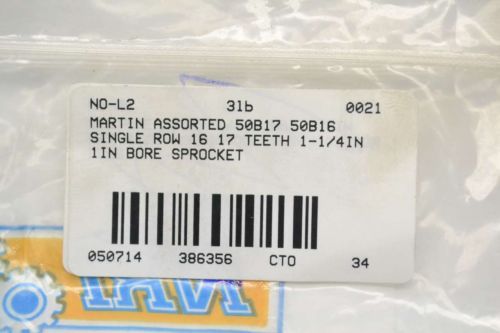 NO-L2 3lb 0021
MARTIN ASSORTED 50B17 50B16
SINGLE ROW 16 17 TEETH 1-1/4IN
1IN BORE SPROCKET
050714 386356 CTO 34